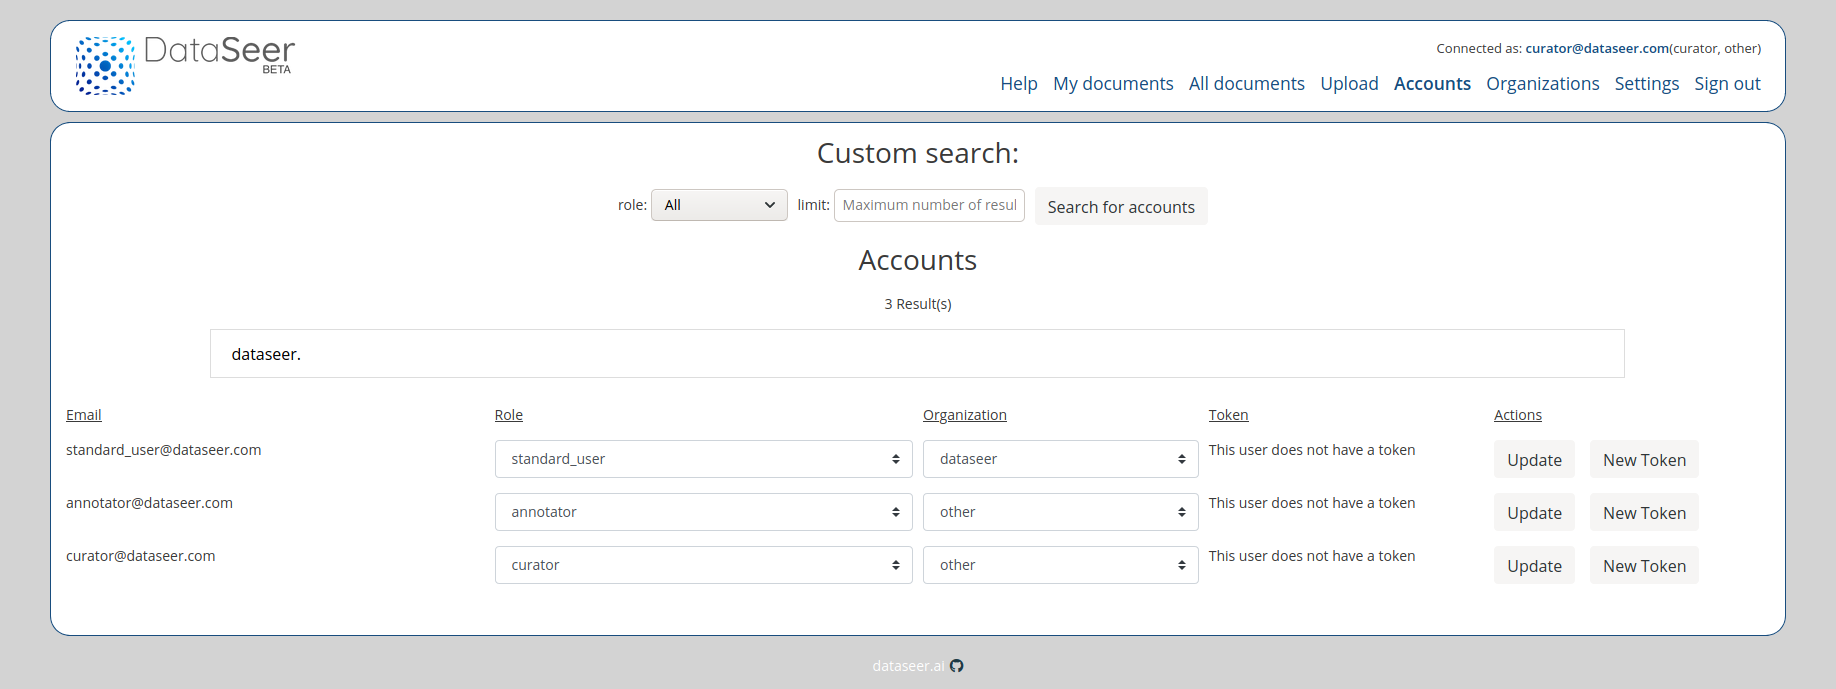 DataSeer
BETA
Connected as: curator@dataseer.com(curator, other)
Help My documents All documents Upload Accounts Organizations Settings Sign out
Custom search:
role: All limit: Maximum number of resul Search for accounts
Accounts
3 Result(s)
dataseer.
Email Role Organization Token Actions
standard_user@dataseer.com standard_user dataseer This user does not have a token Update New Token
annotator@dataseer.com annotator other This user does not have a token Update New Token
curator@dataseer.com curator other This user does not have a token Update New Token
dataseer.ai